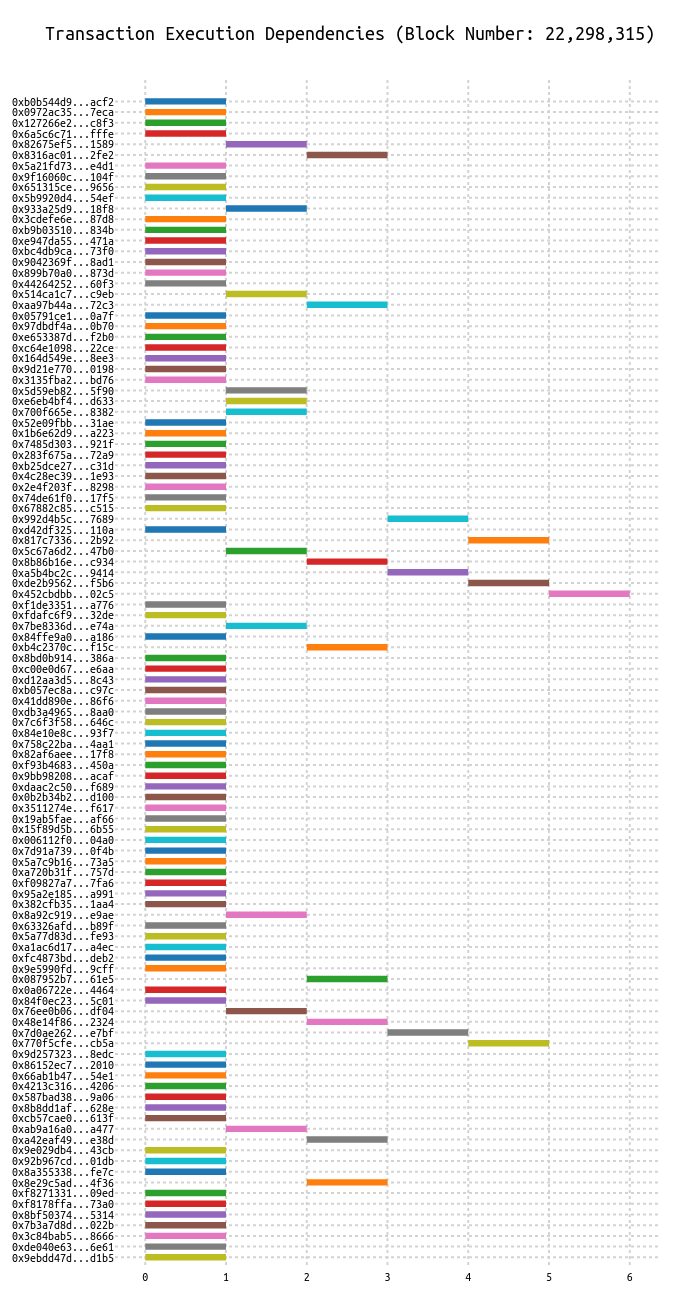 Transaction Execution Dependencies (Block Number: 22,298,315)
0xb0b544d9...acf2
0x0972ac35...7eca
0x127266e2...c8f3
0x6a5c6c71...fffe
0x82675ef5...1589
0x8316ac01...2fe2
0x5a21fd73...e4d1
0x9f16060c...104f
0x651315ce...9656
0x5b9920d4...54ef
0x933a25d9...18f8
0x3cdefe6e...87d8
0xb9b03510...834b
0xe947da55...471a
0xbc4db9ca...73f0
0x9042369f...8ad1
0x899b70a0...873d
0x44264252...60f3
0x514ca1c7...c9eb
0xaa97b44a...72c3
0x05791ce1...0a7f
0x97dbdf4a...0b70
0xe653387d...f2b0
0xc64e1098...22ce
0x164d549e...8ee3
0x9d21e770...0198
0x3135fba2...bd76
0x5d59eb82...5f90
0xe6eb4bf4...d633
0x700f665e...8382
0x52e09fbb...31ae
0x1b6e62d9...a223
0x7485d303...921f
0x283f675a...72a9
0xb25dce27...c31d
0x4c28ec39...1e93
0x2e4f203f...8298
0x74de61f0...17f5
0x67882c85...c515
0x992d4b5c...7689
0xd42df325...110a
0x817c7336...2b92
0x5c67a6d2...47b0
0x8b86b16e...c934
0xa5b4bc2c...9414
0xde2b9562...f5b6
0x452cbdbb...02c5
0xf1de3351...a776
0xfdafc6f9...32de
0x7be8336d...e74a
0x84ffe9a0...a186
0xb4c2370c...f15c
0x8bd0b914...386a
0xc00e0d67...e6aa
0xd12aa3d5...8c43
0xb057ec8a...c97c
0x41dd890e...86f6
0xdb3a4965...8aa0
0x7c6f3f58...646c
0x84e10e8c...93f7
0x758c22ba...4aa1
0x82af6aee...17f8
0xf93b4683...450a
0x9bb98208...acaf
0xdaac2c50...f689
0x0b2b34b2...d100
0x3511274e...f617
0x19ab5fae...af66
0x15f89d5b...6b55
0x006112f0...04a0
0x7d91a739...0f4b
0x5a7c9b16...73a5
0xa720b31f...757d
0xf09827a7...7fa6
0x95a2e185...a991
0x382cfb35...1aa4
0x8a92c919...e9ae
0x63326afd...b89f
0x5a77d83d...fe93
0xa1ac6d17...a4ec
0xfc4873bd...deb2
0x9e5990fd...9cff
0x087952b7...61e5
0x0a06722e...4464
0x84f0ec23...5c01
0x76ee0b06...df04
0x48e14f86...2324
0x7d0ae262...e7bf
0x770f5cfe...cb5a
0x9d257323...8edc
0x86152ec7...2010
0x66ab1b47...54e1
0x4213c316...4206
0x587bad38...9a06
0x8b8dd1af...628e
0xcb57cae0...613f
0xab9a16a0...a477
0xa42eaf49...e38d
0x9e029db4...43cb
0x92b967cd...01db
0x8a355338...fe7c
0x8e29c5ad...4f36
0xf8271331...09ed
0xf8178ffa...73a0
0x8bf50374...5314
0x7b3a7d8d...022b
0x3c84bab5...8666
0xde040e63...6e61
0x9ebdd47d...d1b5
0 1 2 3 4 5 6